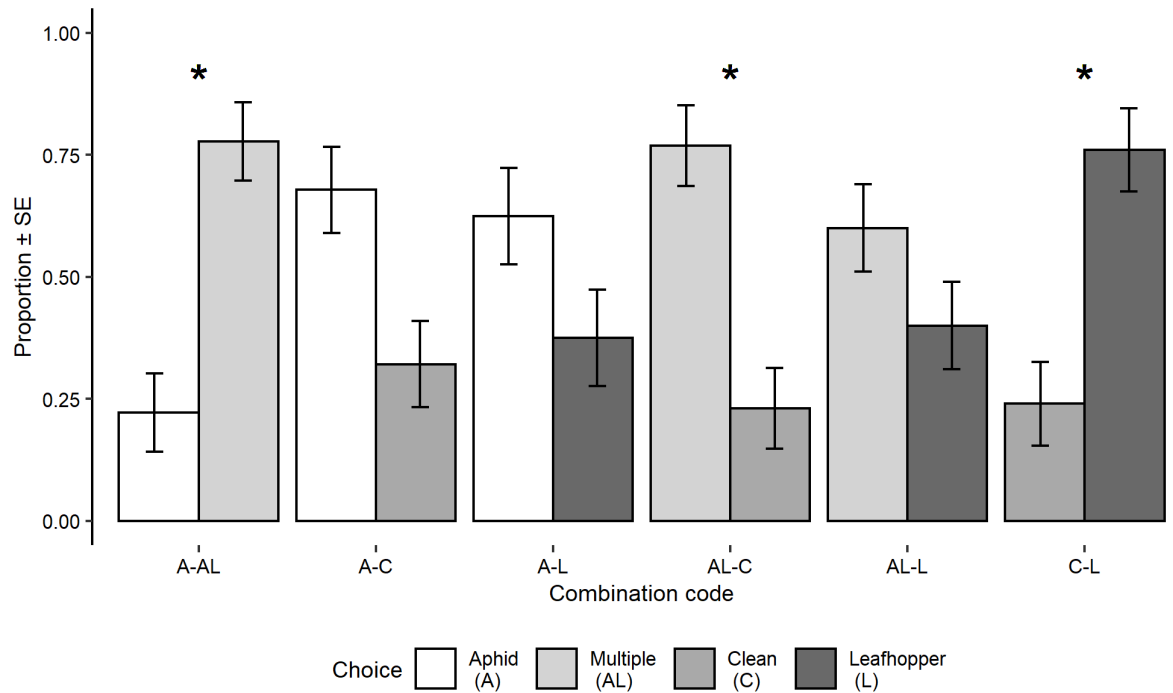 1.00
* * *
0.75
0.50
0.25
0.00
Proportion ± SE
A-AL A-C A-L AL-C AL-L C-L
Combination code
Choice Aphid (A) Multiple (AL) Clean (C) Leafhopper (L)